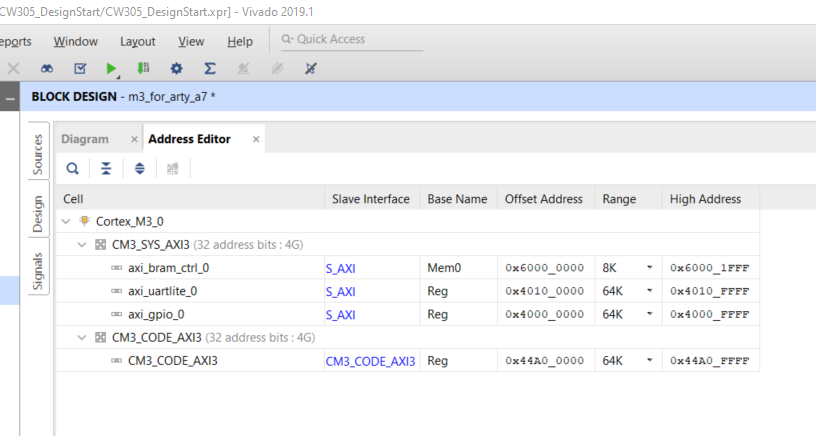 CW305_DesignStart/CW305_DesignStart.xpr] - Vivado 2019.1
eports Window Layout View Help Quick Access
BLOCK DESIGN - m3_for_arty_a7 *
Sources
Design
Signals
Diagram × Address Editor ×
Cell Slave Interface Base Name Offset Address Range High Address
Cortex_M3_0
CM3_SYS_AXI3 (32 address bits : 4G)
axi_bram_ctrl_0 S_AXI Mem0 0x6000_0000 8K 0x6000_1FFF
axi_uartlite_0 S_AXI Reg 0x4010_0000 64K 0x4010_FFFF
axi_gpio_0 S_AXI Reg 0x4000_0000 64K 0x4000_FFFF
CM3_CODE_AXI3 (32 address bits : 4G)
CM3_CODE_AXI3 CM3_CODE_AXI3 Reg 0x44A0_0000 64K 0x44A0_FFFF